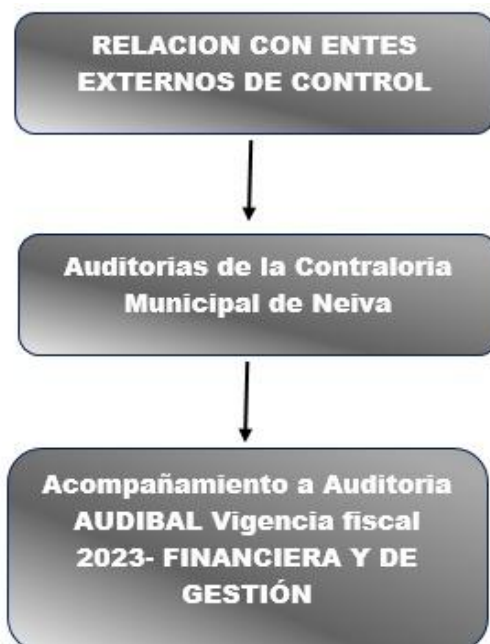 RELACION CON ENTES
EXTERNOS DE CONTROL
Auditorias de la Contraloria
Municipal de Neiva
Acompañamiento a Auditoria
AUDIBAL Vigencia fiscal
2023- FINANCIERA Y DE
GESTIÓN